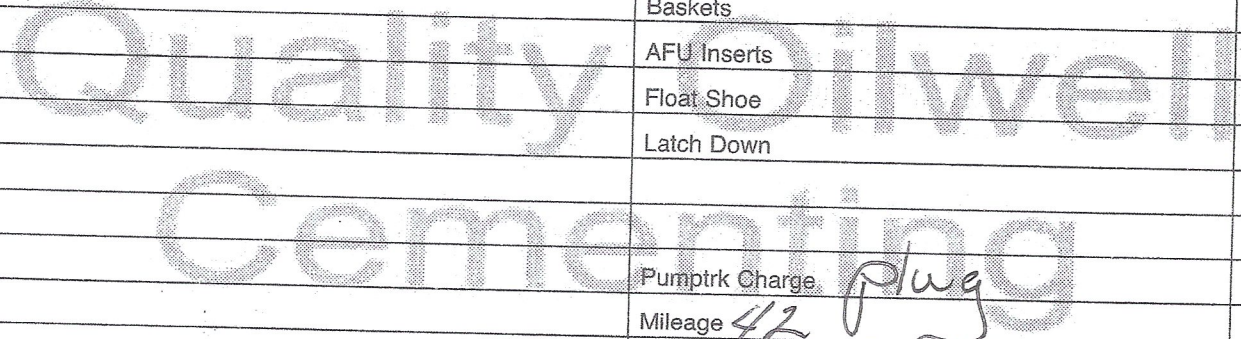 Baskets
Quality Oilwell
AFU Inserts
Float Shoe
Latch Down
Cementing
Pumptrk Charge plug
Mileage 42